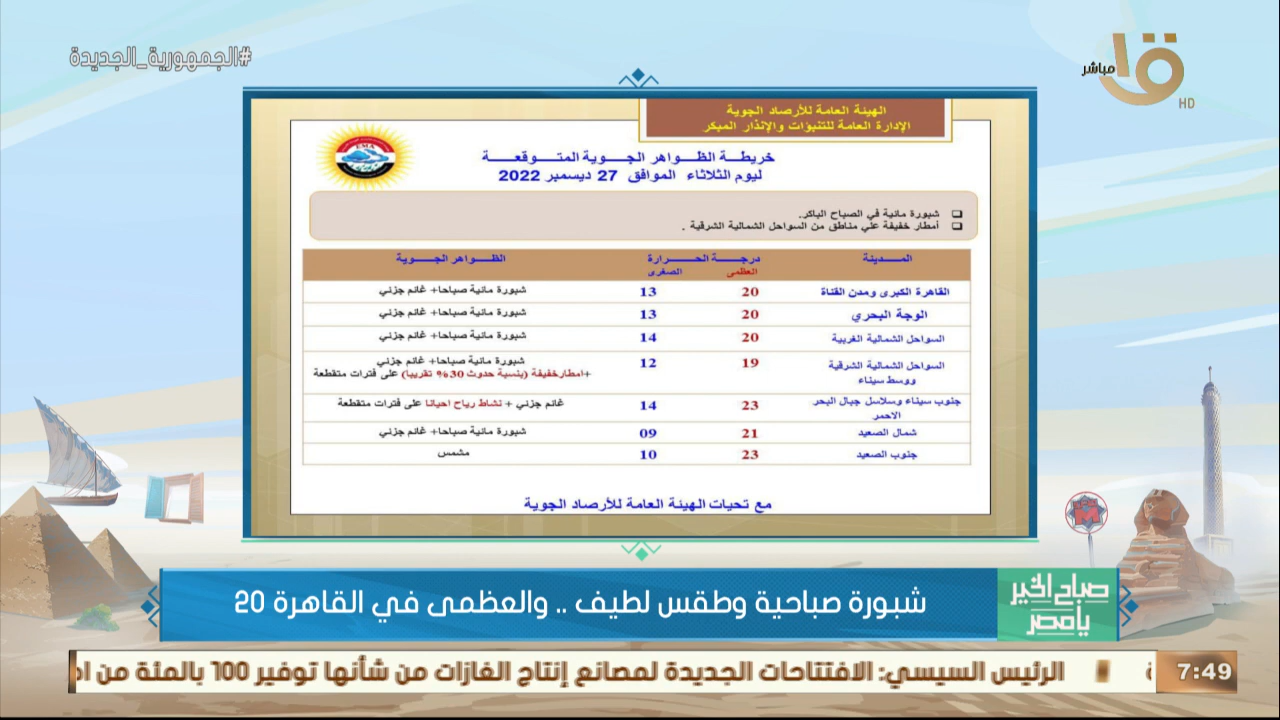 #الجمهورية_الجديدة
مباشر
HD
الهيئة العامة للأرصاد الجوية
الإدارة العامة للتنبؤات والإنذار المبكر
EMA
خريطة الظواهر الجوية المتوقعة
ليوم الثلاثاء الموافق 27 ديسمبر 2022
شبورة مائية في الصباح الباكر.
أمطار خفيفة علي مناطق من السواحل الشمالية الشرقية .
المدينة درجة الحرارة الظواهر الجوية
العظمى الصغرى
القاهرة الكبرى ومدن القناة 20 13 شبورة مائية صباحا+ غائم جزئي
الوجة البحري 20 13 شبورة مائية صباحا+ غائم جزئي
السواحل الشمالية الغربية 20 14 شبورة مائية صباحا+ غائم جزئي
السواحل الشمالية الشرقية ووسط سيناء 19 12 شبورة مائية صباحا+ غائم جزئي
+امطار خفيفة (بنسبة حدوث 30% تقريبا) على فترات متقطعة
جنوب سيناء وسلاسل جبال البحر الاحمر 23 14 غائم جزئي + نشاط رياح احيانا على فترات متقطعة
شمال الصعيد 21 09 شبورة مائية صباحا+ غائم جزئي
جنوب الصعيد 23 10 مشمس
مع تحيات الهيئة العامة للأرصاد الجوية
صباح الخير
يا مصر
شبورة صباحية وطقس لطيف .. والعظمى في القاهرة 20
7:49
الرئيس السيسي: الافتتاحات الجديدة لمصانع إنتاج الغازات من شأنها توفير 100 بالمئة من